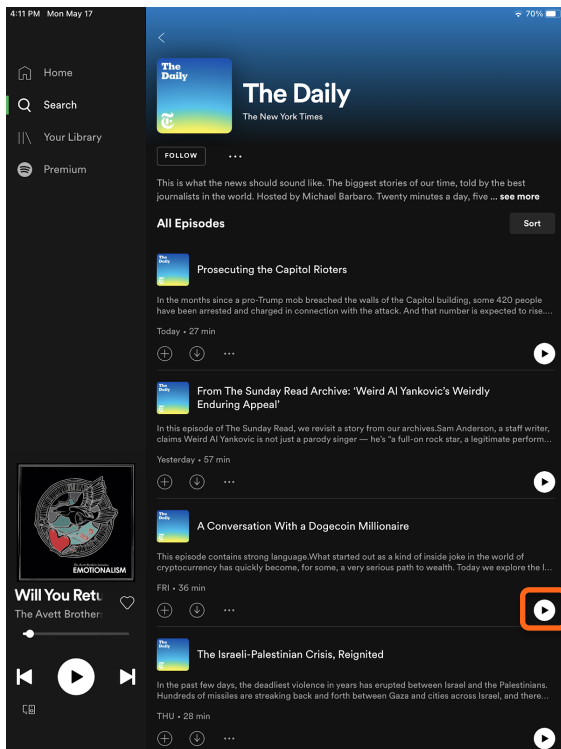 4:11 PM Mon May 17
70%
Home
Search
Your Library
Premium
The
Daily
The Daily
The New York Times
FOLLOW
This is what the news should sound like. The biggest stories of our time, told by the best
journalists in the world. Hosted by Michael Barbaro. Twenty minutes a day, five ... see more
All Episodes
Sort
The
Daily
Prosecuting the Capitol Rioters
In the months since a pro-Trump mob breached the walls of the Capitol building, some 420 people
have been arrested and charged in connection with the attack. And that number is expected to rise....
Today • 27 min
The
Daily
From The Sunday Read Archive: ‘Weird Al Yankovic’s Weirdly
Enduring Appeal’
In this episode of The Sunday Read, we revisit a story from our archives.Sam Anderson, a staff writer,
claims Weird Al Yankovic is not just a parody singer — he’s “a full-on rock star, a legitimate perform...
Yesterday • 57 min
The
Daily
A Conversation With a Dogecoin Millionaire
This episode contains strong language.What started out as a kind of inside joke in the world of
cryptocurrency has quickly become, for some, a very serious path to wealth. Today we explore the l...
FRI • 36 min
The
Daily
The Israeli-Palestinian Crisis, Reignited
In the past few days, the deadliest violence in years has erupted between Israel and the Palestinians.
Hundreds of missiles are streaking back and forth between Gaza and cities across Israel, and there...
THU • 28 min
EMOTIONALISM
Will You Retu
The Avett Brother